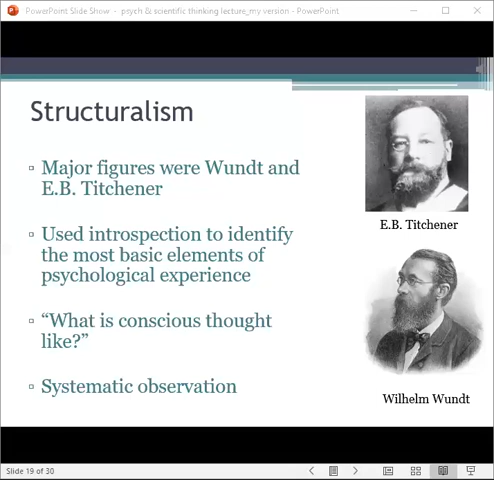 PowerPoint Slide Show - psych & scientific thinking lecture_my version - PowerPoint
Structuralism
Major figures were Wundt and
E.B. Titchener
Used introspection to identify
the most basic elements of
psychological experience
“What is conscious thought
like?”
Systematic observation
E.B. Titchener
Wilhelm Wundt
Slide 19 of 30